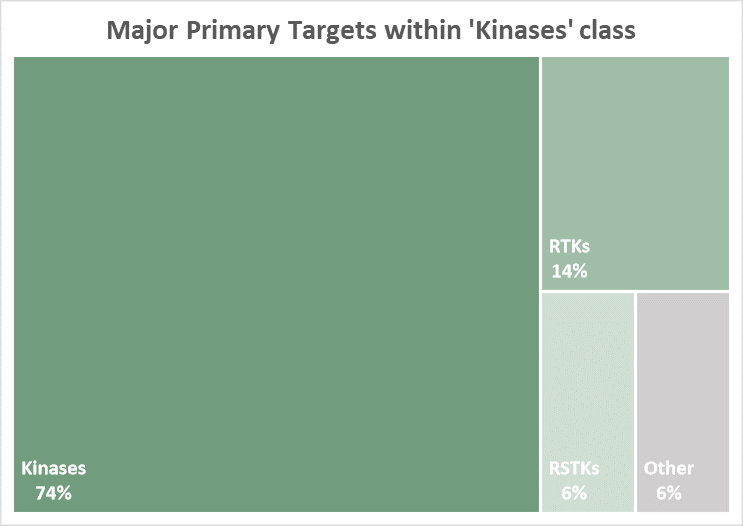 Major Primary Targets within 'Kinases' class
RTKs
14%
Kinases
74%
RSTKs
6%
Other
6%